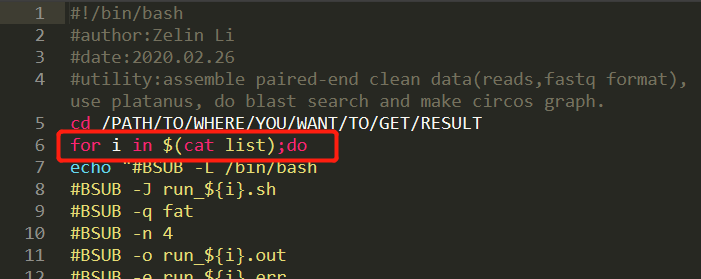 1 #!/bin/bash
2 #author:Zelin Li
3 #date:2020.02.26
4 #utility:assemble paired-end clean data(reads,fastq format),
use platanus, do blast search and make circos graph.
5 cd /PATH/TO/WHERE/YOU/WANT/TO/GET/RESULT
6 for i in $(cat list);do
7 echo "#BSUB -L /bin/bash
8 #BSUB -J run_${i}.sh
9 #BSUB -q fat
10 #BSUB -n 4
11 #BSUB -o run_${i}.out
12 #BSUB -e run_${i}.err